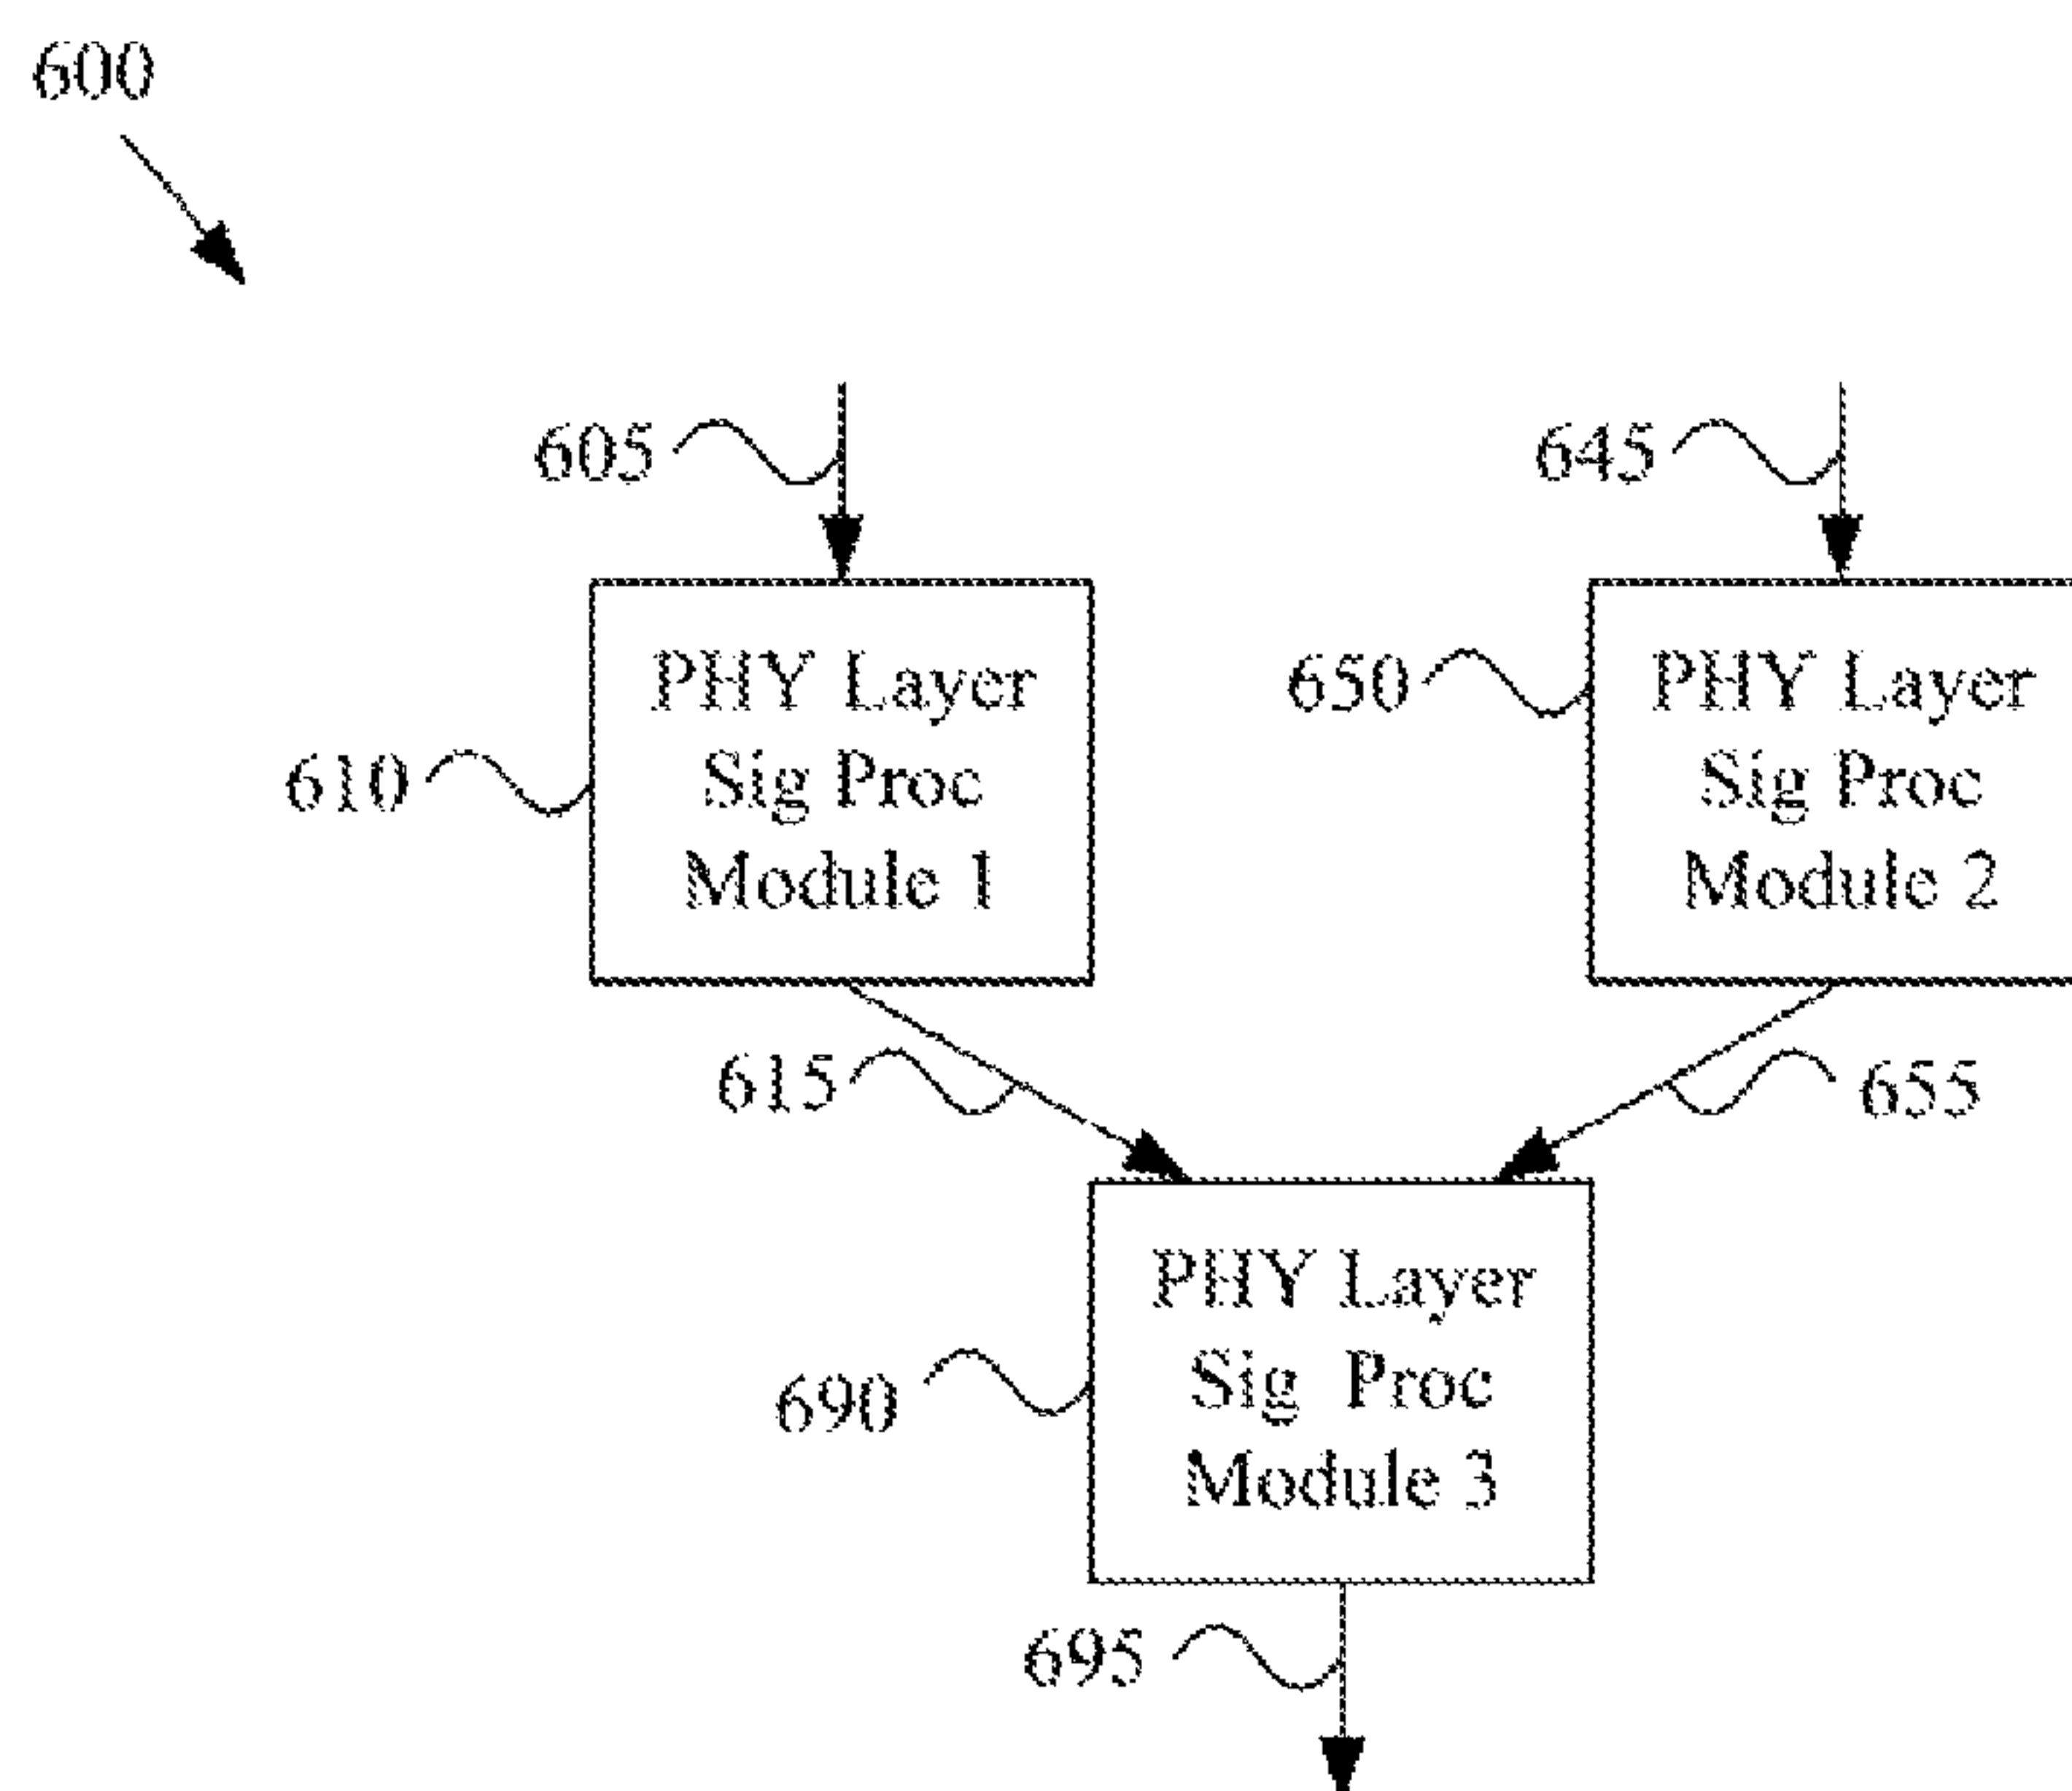 600
605
645
PHY Layer
Sig Proc
Module 1
610
650
PHY Layer
Sig Proc
Module 2
615
655
PHY Layer
Sig Proc
Module 3
690
695